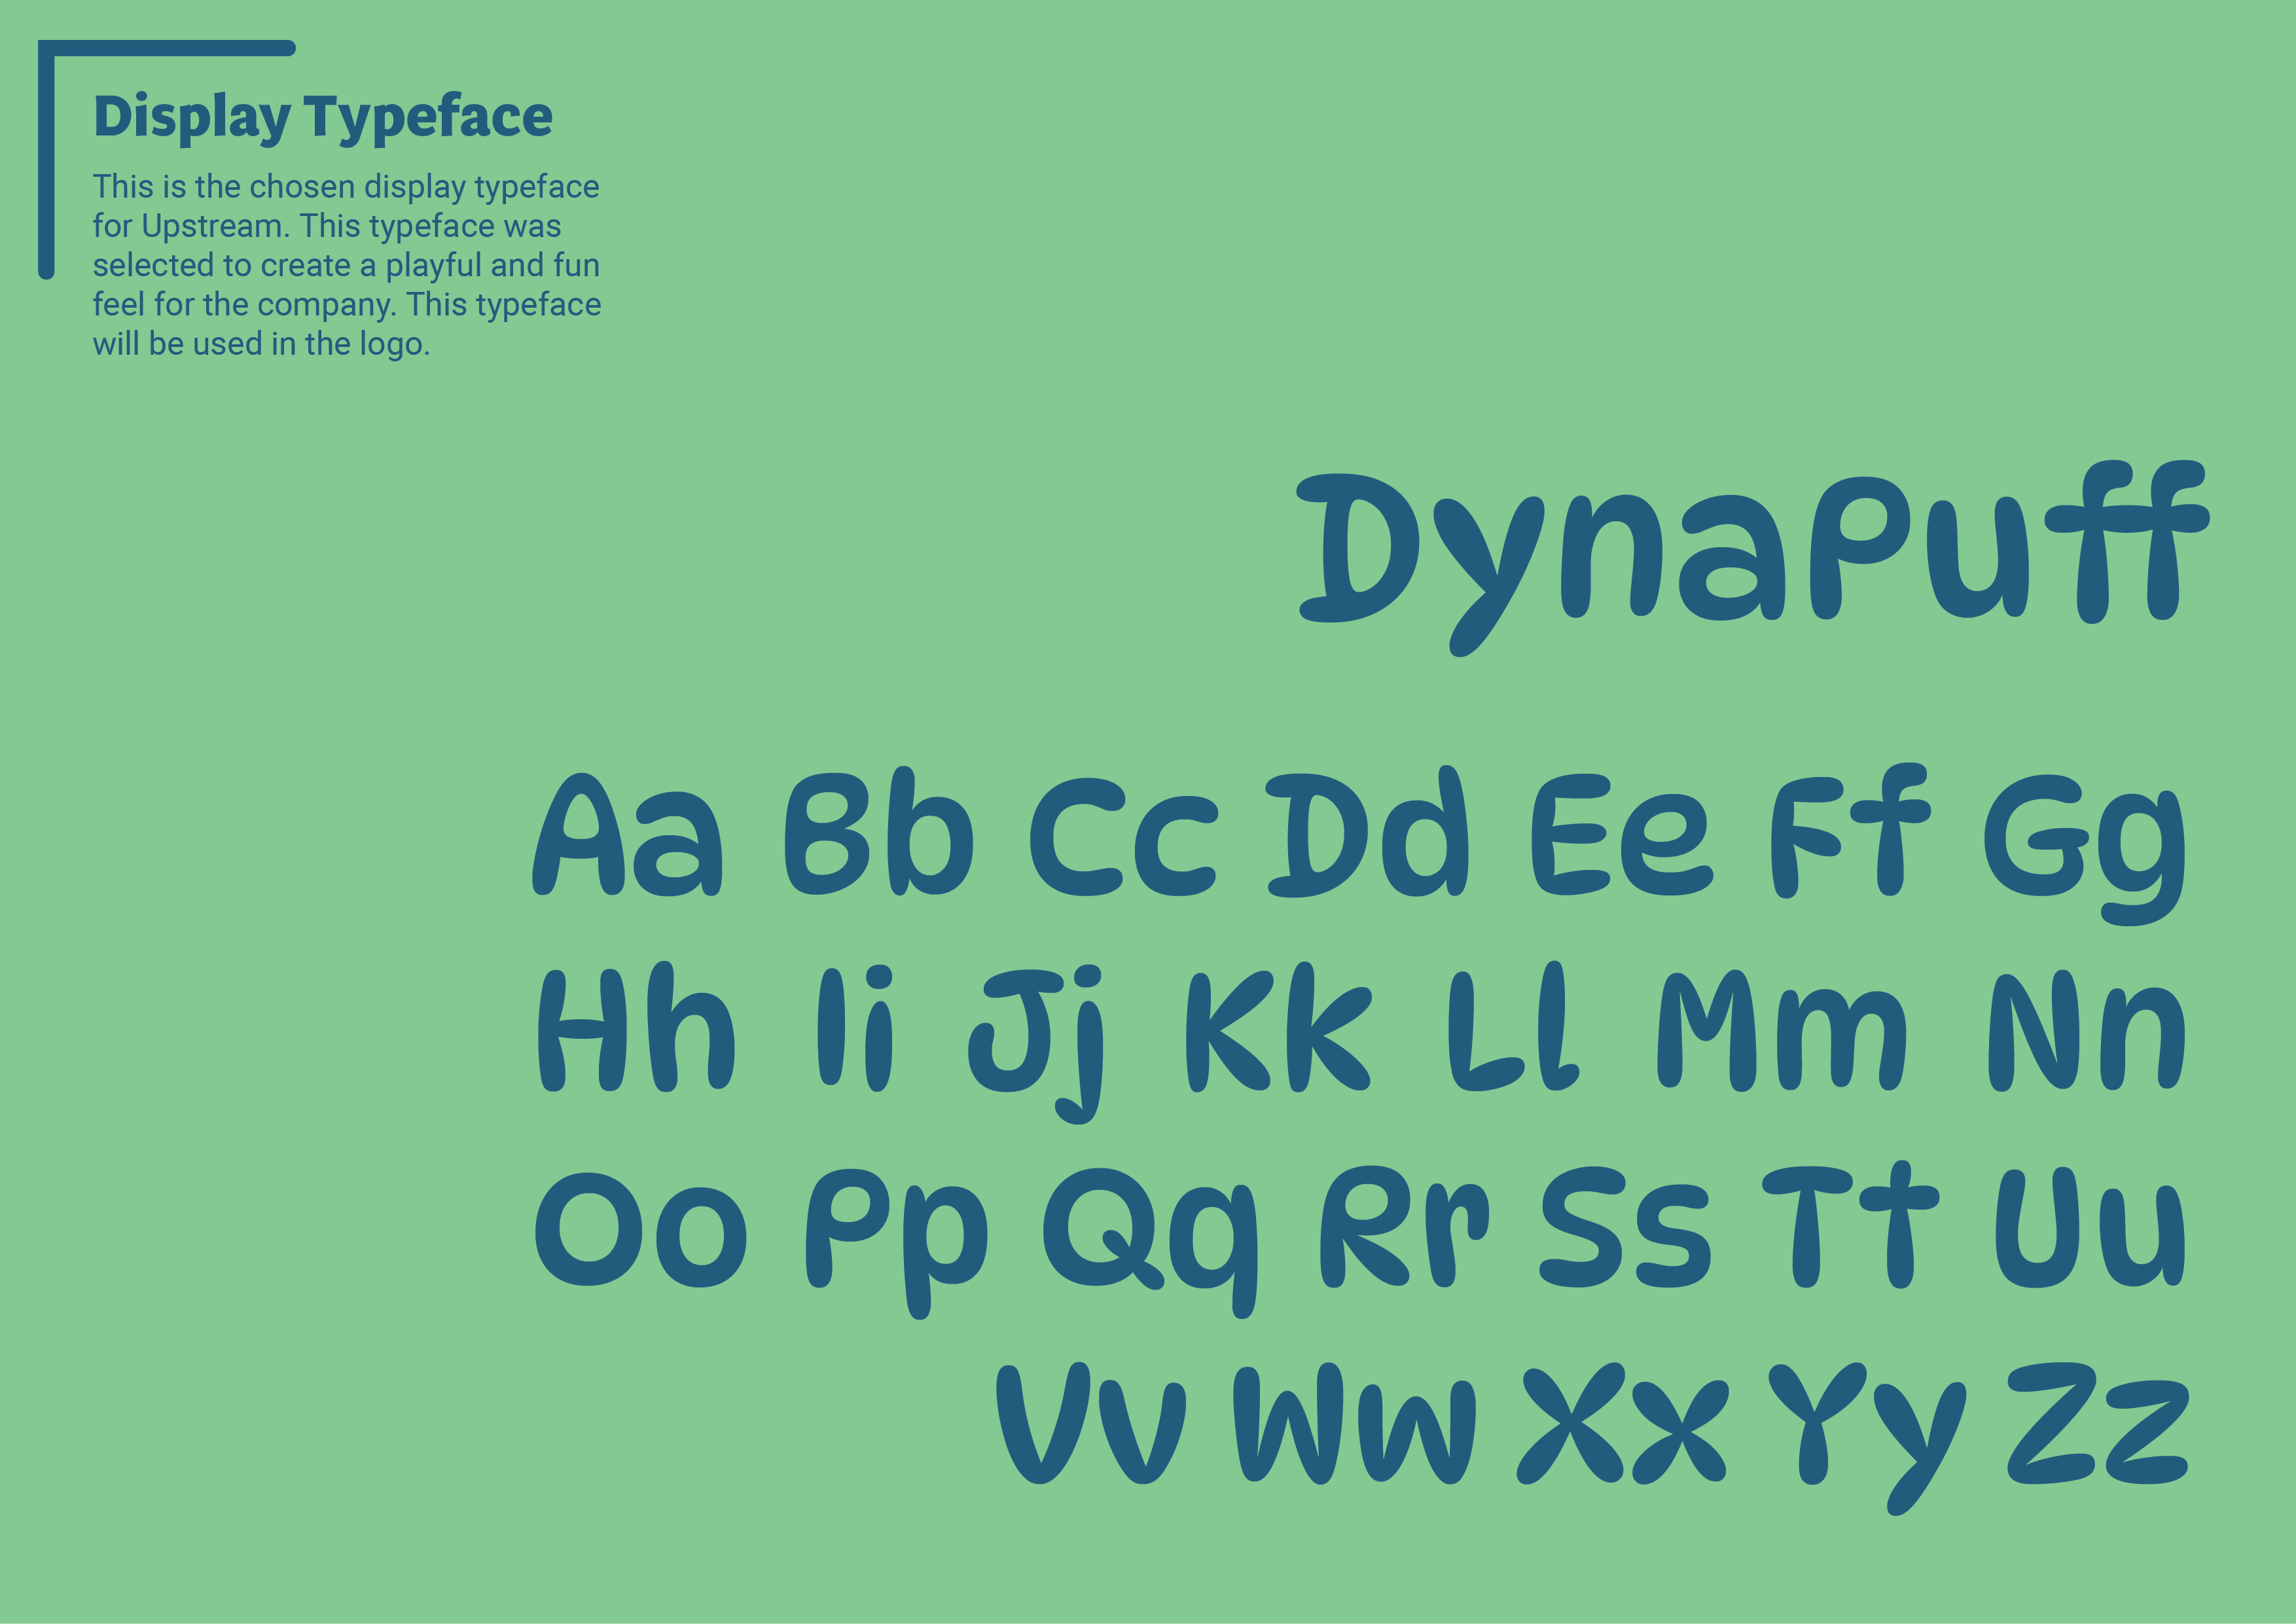 Display Typeface
This is the chosen display typeface
for Upstream. This typeface was
selected to create a playful and fun
feel for the company. This typeface
will be used in the logo.
DynaPuff
Aa Bb Cc Dd Ee Ff Gg
Hh Ii Jj Kk Ll Mm Nn
Oo Pp Qq Rr Ss Tt Uu
Vv Ww Xx Yy Zz